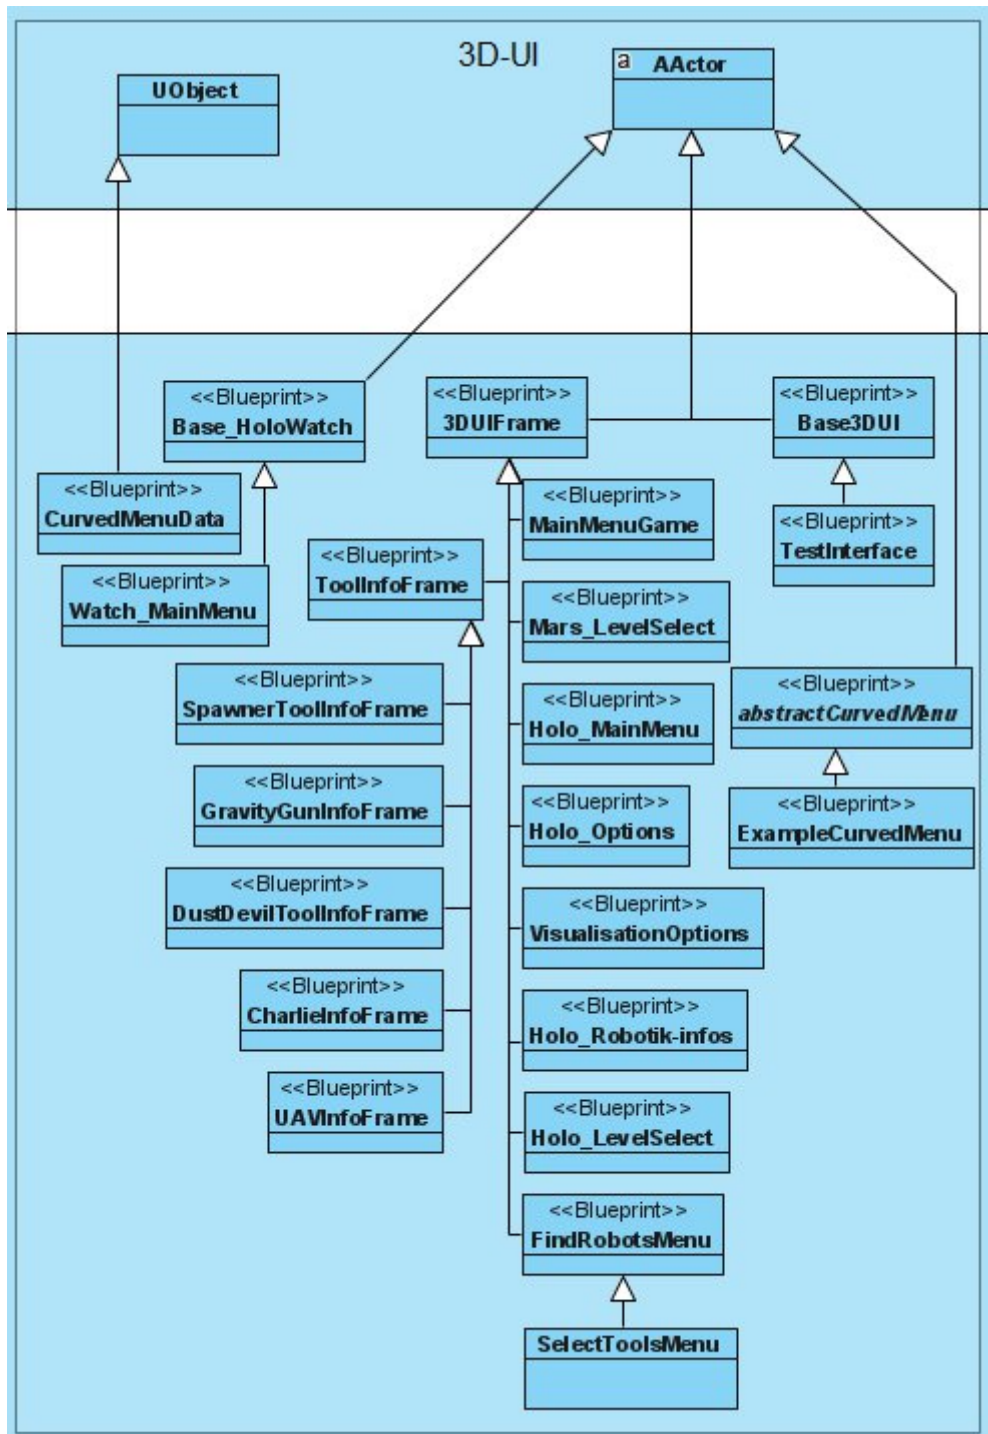 3D-UI
UObject
a
AActor
<<Blueprint>>
Base_HoloWatch
<<Blueprint>>
3DUIFrame
<<Blueprint>>
Base3DUI
<<Blueprint>>
CurvedMenuData
<<Blueprint>>
MainMenuGame
<<Blueprint>>
TestInterface
<<Blueprint>>
ToolInfoFrame
<<Blueprint>>
Watch_MainMenu
<<Blueprint>>
Mars_LevelSelect
<<Blueprint>>
SpawnerToolInfoFrame
<<Blueprint>>
Holo_MainMenu
<<Blueprint>>
abstractCurvedMenu
<<Blueprint>>
GravityGunInfoFrame
<<Blueprint>>
Holo_Options
<<Blueprint>>
ExampleCurvedMenu
<<Blueprint>>
DustDevilToolInfoFrame
<<Blueprint>>
VisualisationOptions
<<Blueprint>>
CharlieInfoFrame
<<Blueprint>>
Holo_Robotik-infos
<<Blueprint>>
UAVInfoFrame
<<Blueprint>>
Holo_LevelSelect
<<Blueprint>>
FindRobotsMenu
SelectToolsMenu